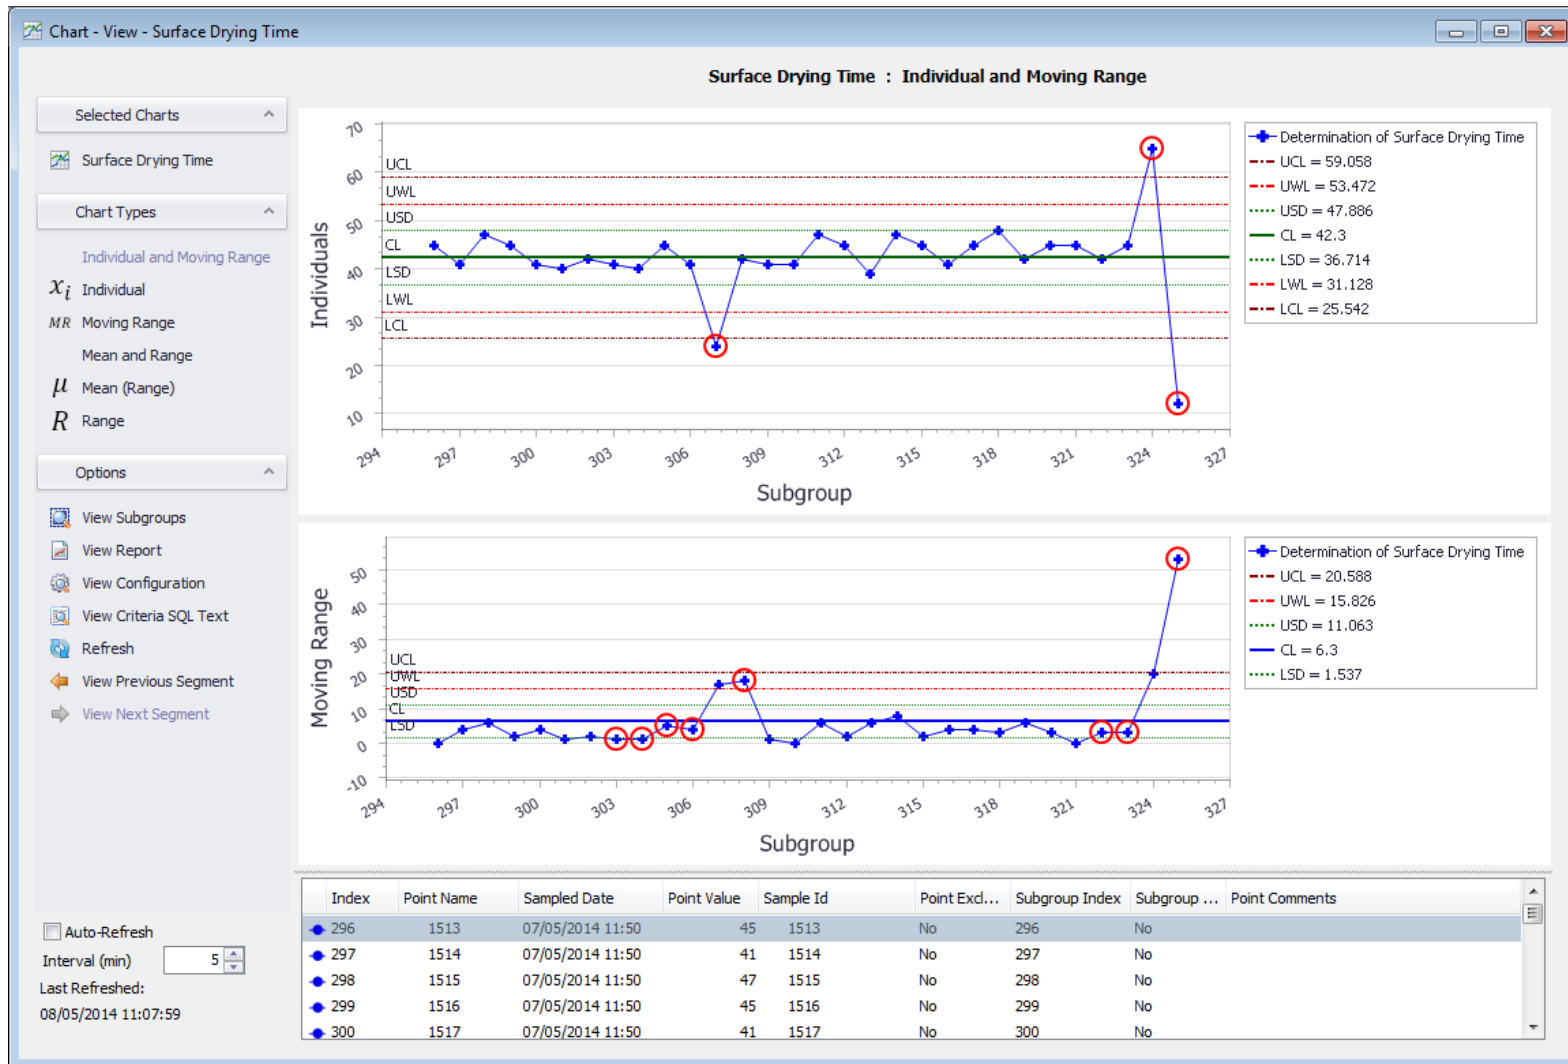 Chart - View - Surface Drying Time
Surface Drying Time : Individual and Moving Range
Selected Charts
Surface Drying Time
Chart Types
Individual and Moving Range
xi Individual
MR Moving Range
Mean and Range
μ Mean (Range)
R Range
Options
View Subgroups
View Report
View Configuration
View Criteria SQL Text
Refresh
View Previous Segment
View Next Segment
Auto-Refresh
Interval (min) 5
Last Refreshed:
08/05/2014 11:07:59
Individuals
70
60
50
40
30
20
10
UCL
UWL
USD
CL
LSD
LWL
LCL
294 297 300 303 306 309 312 315 318 321 324 327
Subgroup
Determination of Surface Drying Time
UCL = 59.058
UWL = 53.472
USD = 47.886
CL = 42.3
LSD = 36.714
LWL = 31.128
LCL = 25.542
Moving Range
50
40
30
20
10
0
-10
UCL
UWL
USD
CL
LSD
294 297 300 303 306 309 312 315 318 321 324 327
Subgroup
Determination of Surface Drying Time
UCL = 20.588
UWL = 15.826
USD = 11.063
CL = 6.3
LSD = 1.537
Index Point Name Sampled Date Point Value Sample Id Point Excl... Subgroup Index Subgroup ... Point Comments
296 1513 07/05/2014 11:50 45 1513 No 296 No
297 1514 07/05/2014 11:50 41 1514 No 297 No
298 1515 07/05/2014 11:50 47 1515 No 298 No
299 1516 07/05/2014 11:50 45 1516 No 299 No
300 1517 07/05/2014 11:50 41 1517 No 300 No